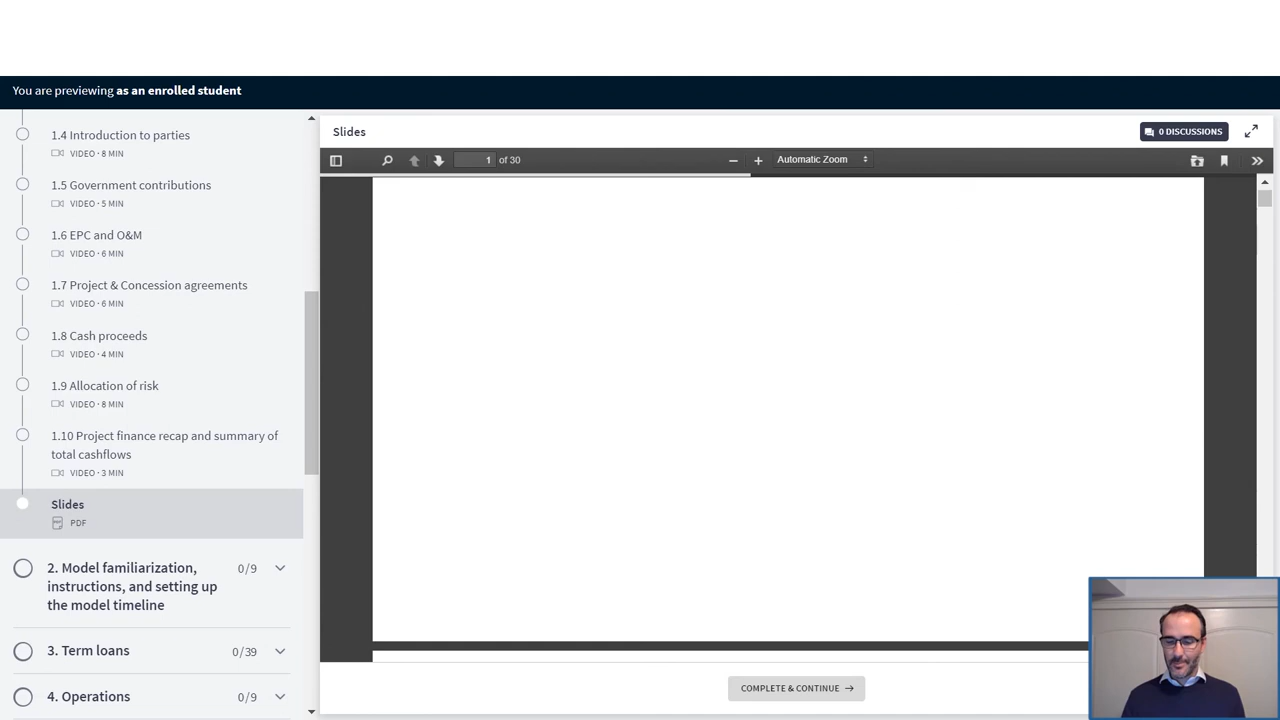 You are previewing as an enrolled student
1.4 Introduction to parties
VIDEO • 8 MIN
1.5 Government contributions
VIDEO • 5 MIN
1.6 EPC and O&M
VIDEO • 6 MIN
1.7 Project & Concession agreements
VIDEO • 6 MIN
1.8 Cash proceeds
VIDEO • 4 MIN
1.9 Allocation of risk
VIDEO • 8 MIN
1.10 Project finance recap and summary of
total cashflows
VIDEO • 3 MIN
Slides
PDF
2. Model familiarization,
instructions, and setting up
the model timeline
0/9
3. Term loans
0/39
4. Operations
0/9
Slides
0 DISCUSSIONS
1 of 30
Automatic Zoom
COMPLETE & CONTINUE →